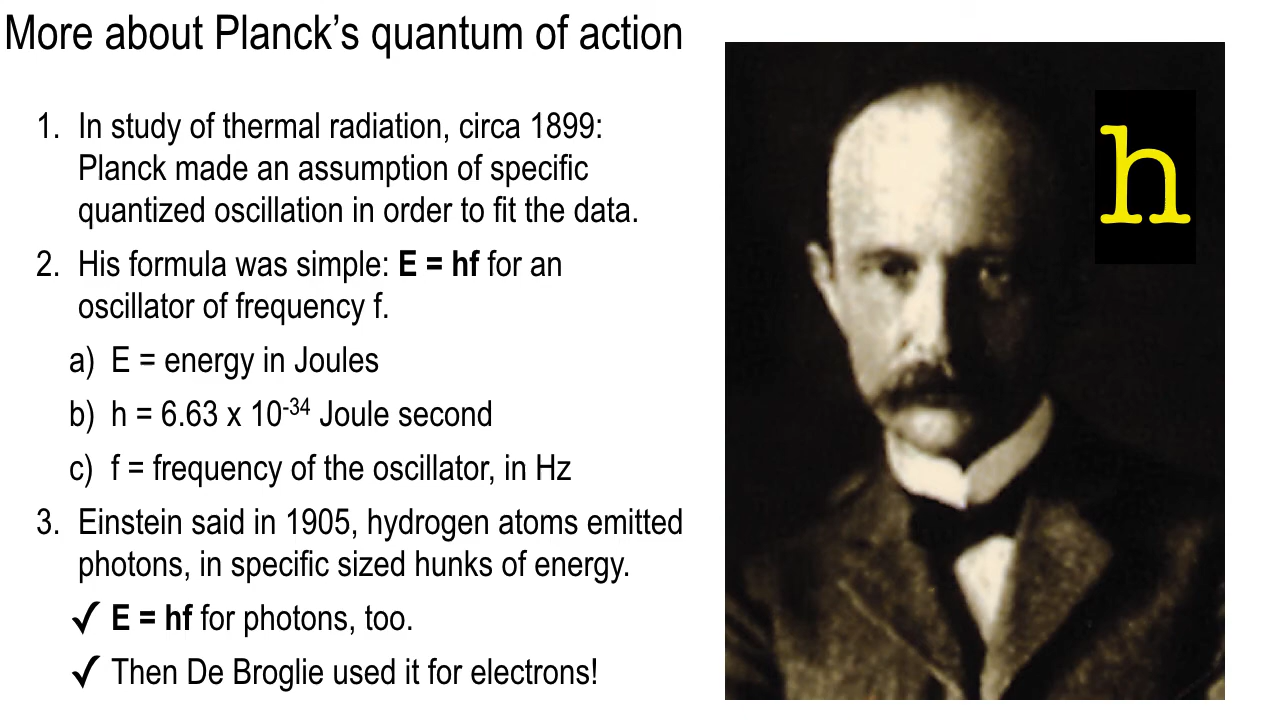 More about Planck’s quantum of action
1. In study of thermal radiation, circa 1899:
Planck made an assumption of specific
quantized oscillation in order to fit the data.
2. His formula was simple: E = hf for an
oscillator of frequency f.
a) E = energy in Joules
b) h = 6.63 x 10⁻³⁴ Joule second
c) f = frequency of the oscillator, in Hz
3. Einstein said in 1905, hydrogen atoms emitted
photons, in specific sized hunks of energy.
✓ E = hf for photons, too.
✓ Then De Broglie used it for electrons!
h